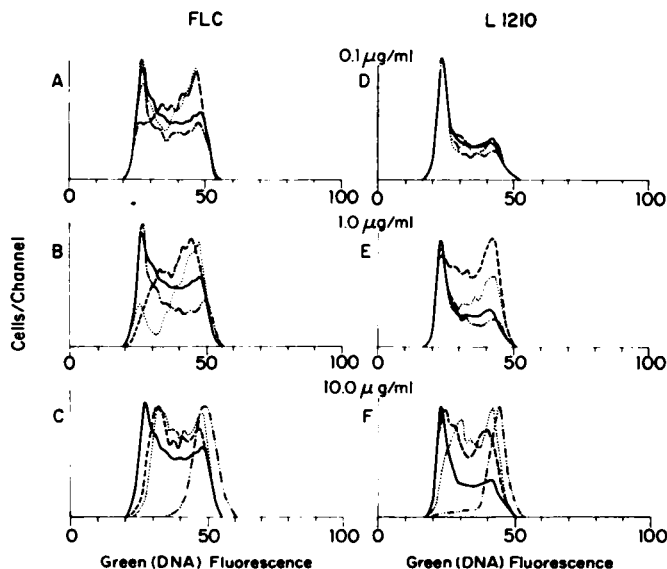 FLC L 1210
0.1 μg/ml
A D
0 50 100 0 50 100
1.0 μg/ml
B E
Cells/Channel
0 50 100 0 50 100
10.0 μg/ml
C F
0 50 100 0 50 100
Green (DNA) Fluorescence Green (DNA) Fluorescence